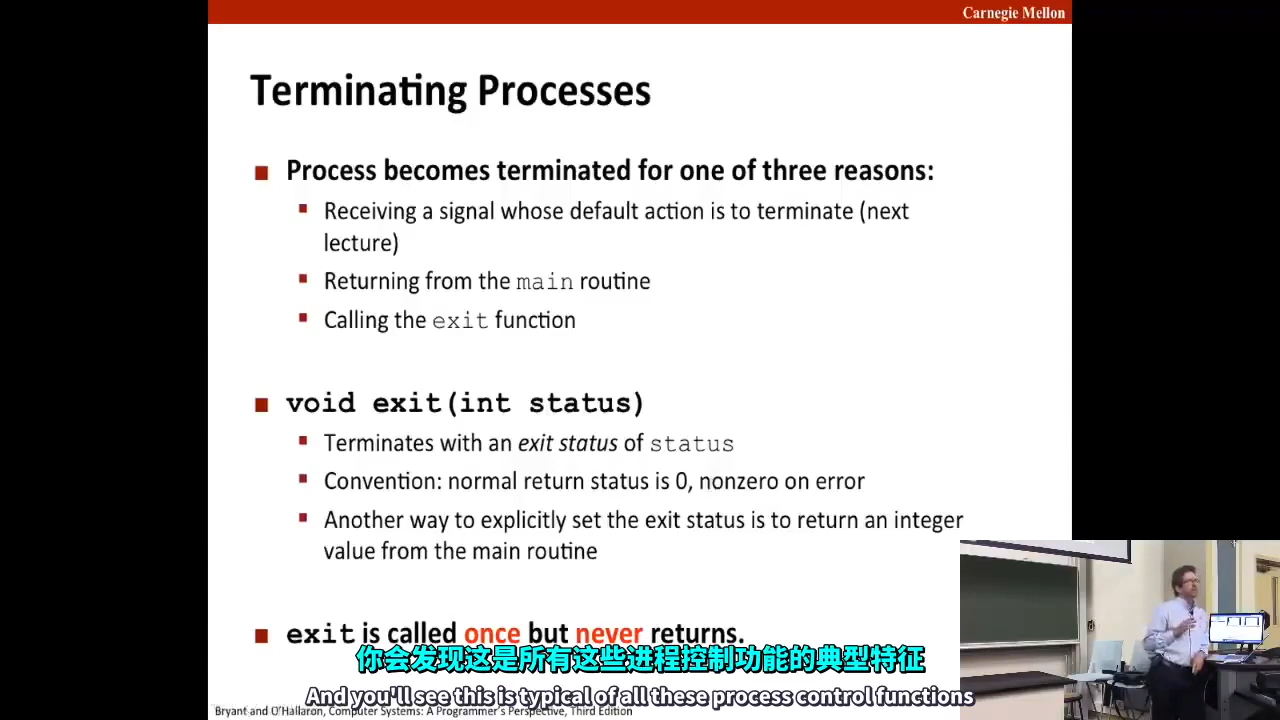 Carnegie Mellon
Terminating Processes
Process becomes terminated for one of three reasons:
Receiving a signal whose default action is to terminate (next
lecture)
Returning from the main routine
Calling the exit function
void exit(int status)
Terminates with an exit status of status
Convention: normal return status is 0, nonzero on error
Another way to explicitly set the exit status is to return an integer
value from the main routine
exit is called once but never returns.
你会发现这是所有这些进程控制功能的典型特征
And you'll see this is typical of all these process control functions
Bryant and O'Hallaron, Computer Systems: A Programmer's Perspective, Third Edition